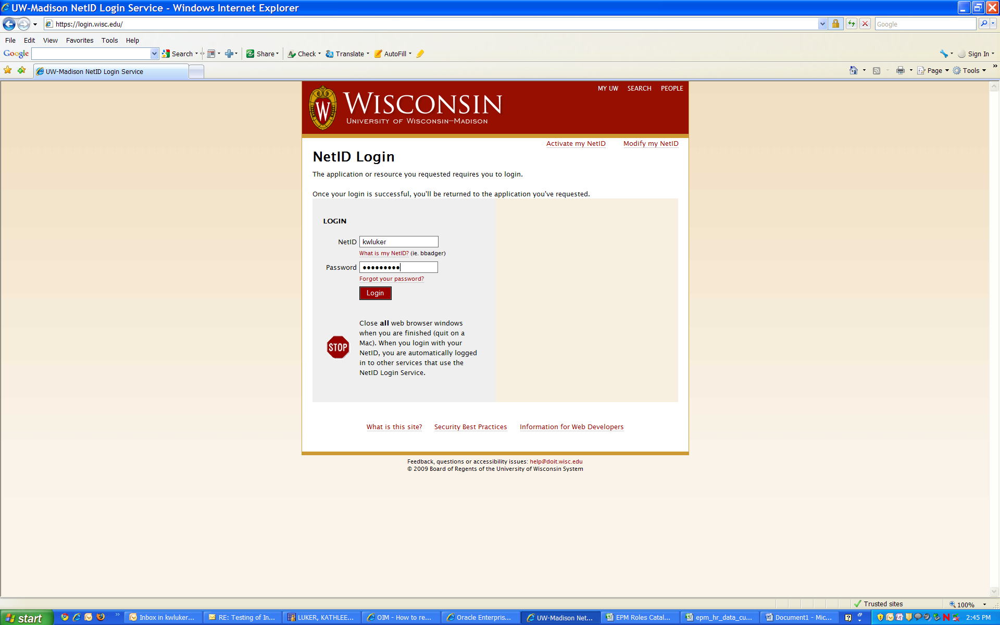 UW-Madison NetID Login Service - Windows Internet Explorer
https://login.wisc.edu/
Google
File Edit View Favorites Tools Help
Google Search Share Check Translate AutoFill Sign In
UW-Madison NetID Login Service
Page Tools »
MY UW SEARCH PEOPLE
W
WISCONSIN
UNIVERSITY OF WISCONSIN–MADISON
Activate my NetID Modify my NetID
NetID Login
The application or resource you requested requires you to login.
Once your login is successful, you'll be returned to the application you've requested.
LOGIN
NetID kwluker
What is my NetID? (ie. bbadger)
Password •••••••••
Forgot your password?
Login
STOP
Close all web browser windows
when you are finished (quit on a
Mac). When you login with your
NetID, you are automatically logged
in to other services that use the
NetID Login Service.
What is this site? Security Best Practices Information for Web Developers
Feedback, questions or accessibility issues: help@doit.wisc.edu
© 2009 Board of Regents of the University of Wisconsin System
Trusted sites 100%
start » Inbox in kwluker... RE: Testing of In... LUKER, KATHLEE... OIM - How to re... Oracle Enterpris... UW-Madison Net... EPM Roles Catal... epm_hr_data_cu... Document1 - Mic... 2:45 PM